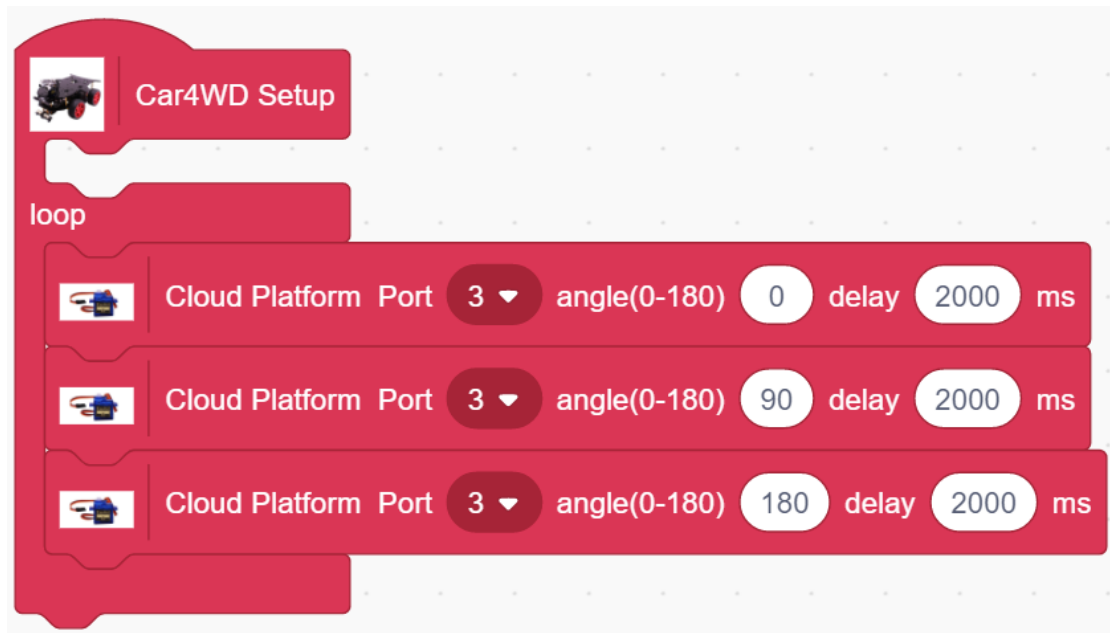 Car4WD Setup
loop
Cloud Platform Port 3 angle(0-180) 0 delay 2000 ms
Cloud Platform Port 3 angle(0-180) 90 delay 2000 ms
Cloud Platform Port 3 angle(0-180) 180 delay 2000 ms